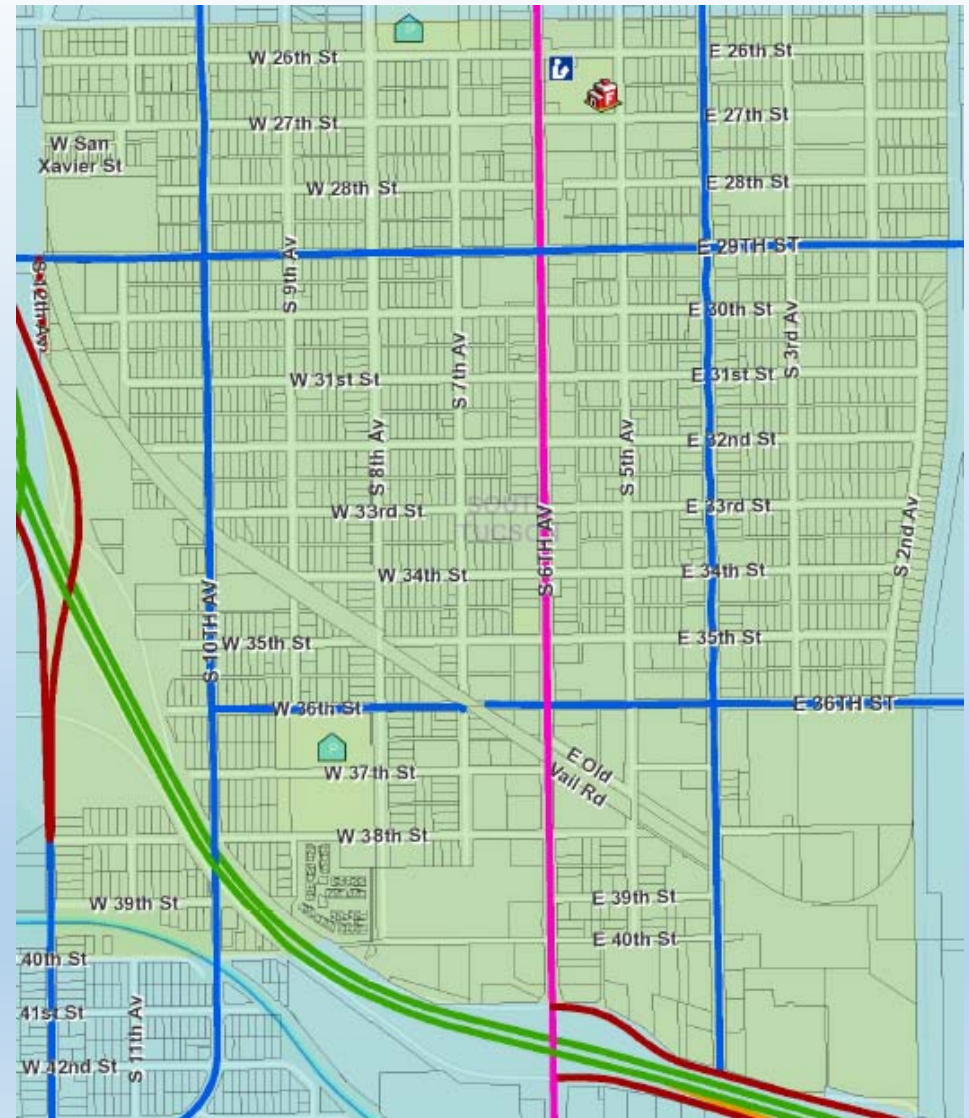 W 26th St
E 26th St
W 27th St
E 27th St
W San
Xavier St
W 28th St
E 28th St
E 29TH ST
S 9th Av
S 12th Av
E 30th St
S 3rd Av
S 7th Av
W 31st St
E 31st St
E 32nd St
S 8th Av
S 5th Av
W 33rd St
SOUTH
TUCSON
E 33rd St
S 2nd Av
S 6TH AV
W 34th St
E 34th St
S 10TH AV
W 35th St
E 35th St
W 36th St
E 36TH ST
W 37th St
E Old
Vail Rd
W 38th St
W 39th St
E 39th St
E 40th St
40th St
41st St
S 11th Av
W 42nd St
F